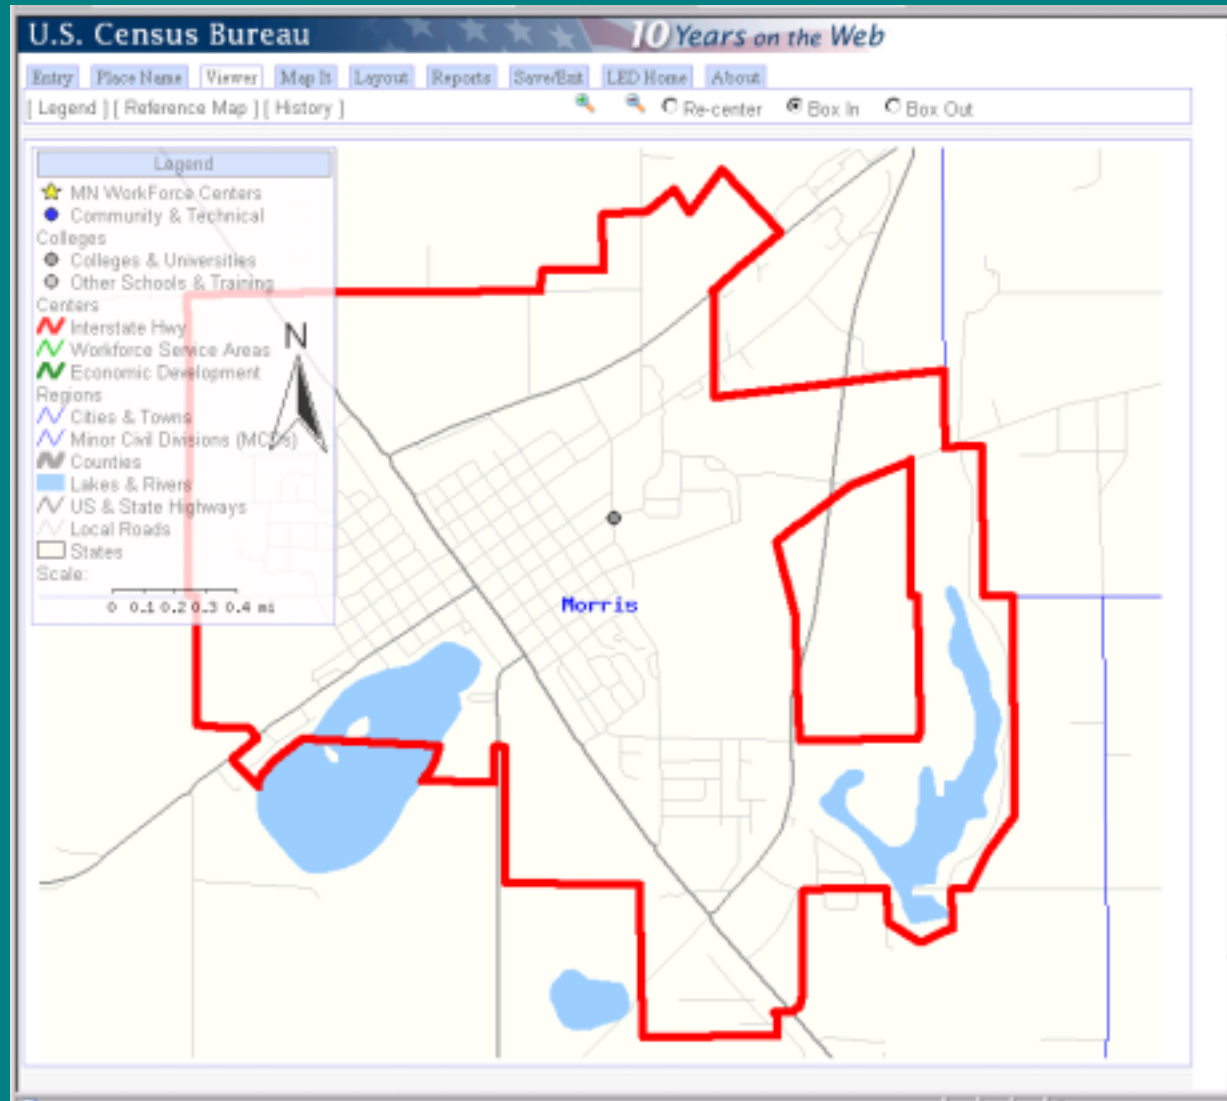 U.S. Census Bureau
10 Years on the Web
Entry Place Name Viewer Map It Layout Reports Save/Exit LED Home About
[ Legend ] [ Reference Map ] [ History ] Re-center Box In Box Out
Legend
MN WorkForce Centers
Community & Technical
Colleges
Colleges & Universities
Other Schools & Training
Centers
Interstate Hwy
Workforce Service Areas
Economic Development
Regions
Cities & Towns
Minor Civil Divisions (MCDs)
Counties
Lakes & Rivers
US & State Highways
Local Roads
States
Scale:
0 0.1 0.2 0.3 0.4 mi
N
Morris